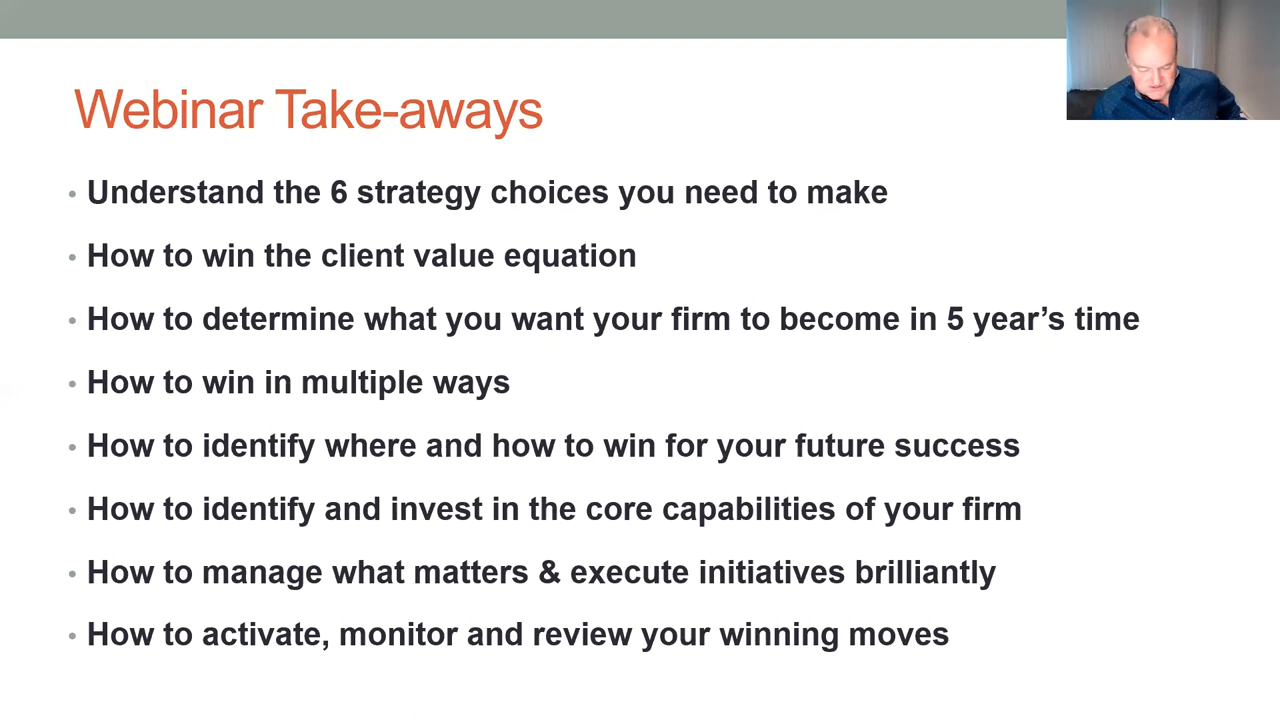 Webinar Take-aways
• Understand the 6 strategy choices you need to make
• How to win the client value equation
• How to determine what you want your firm to become in 5 year’s time
• How to win in multiple ways
• How to identify where and how to win for your future success
• How to identify and invest in the core capabilities of your firm
• How to manage what matters & execute initiatives brilliantly
• How to activate, monitor and review your winning moves